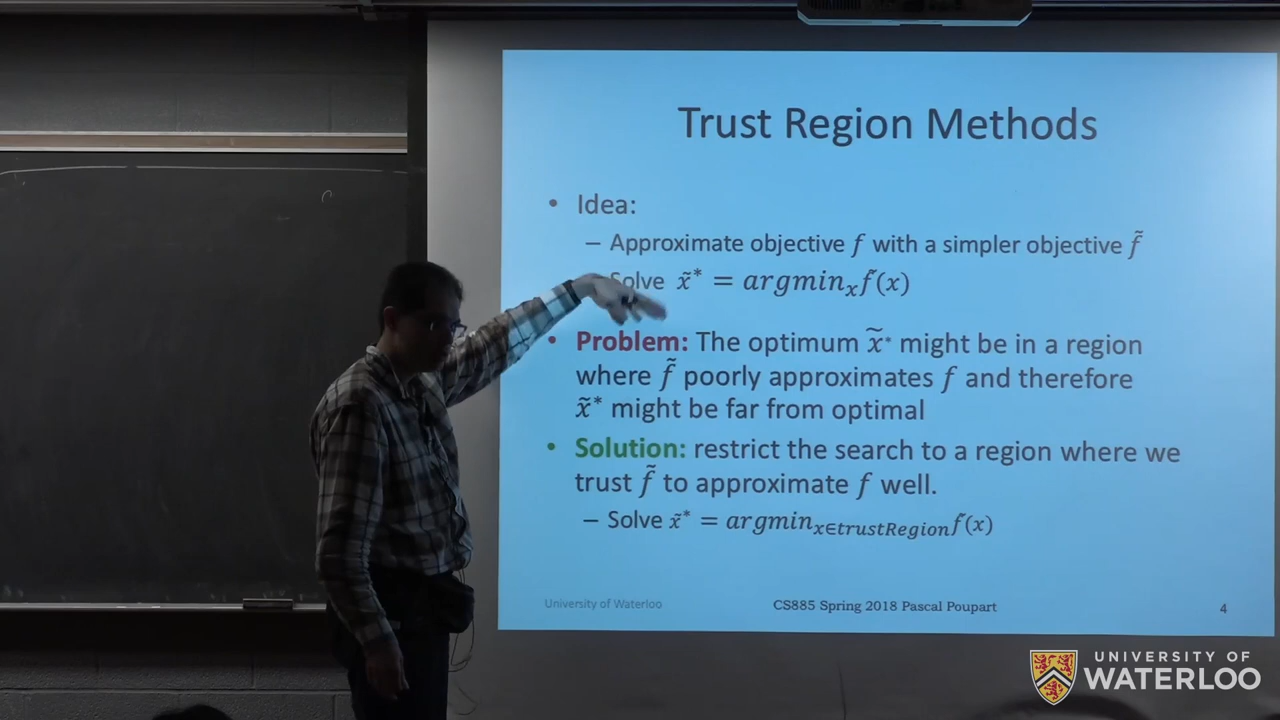 Trust Region Methods
• Idea:
– Approximate objective f with a simpler objective f̃
Solve x̃* = argminₓf̃(x)
• Problem: The optimum x̃* might be in a region
where f̃ poorly approximates f and therefore
x̃* might be far from optimal
• Solution: restrict the search to a region where we
trust f̃ to approximate f well.
– Solve x̃* = argmin_{x∈trustRegion}f̃(x)
University of Waterloo
CS885 Spring 2018 Pascal Poupart
4
UNIVERSITY OF
WATERLOO